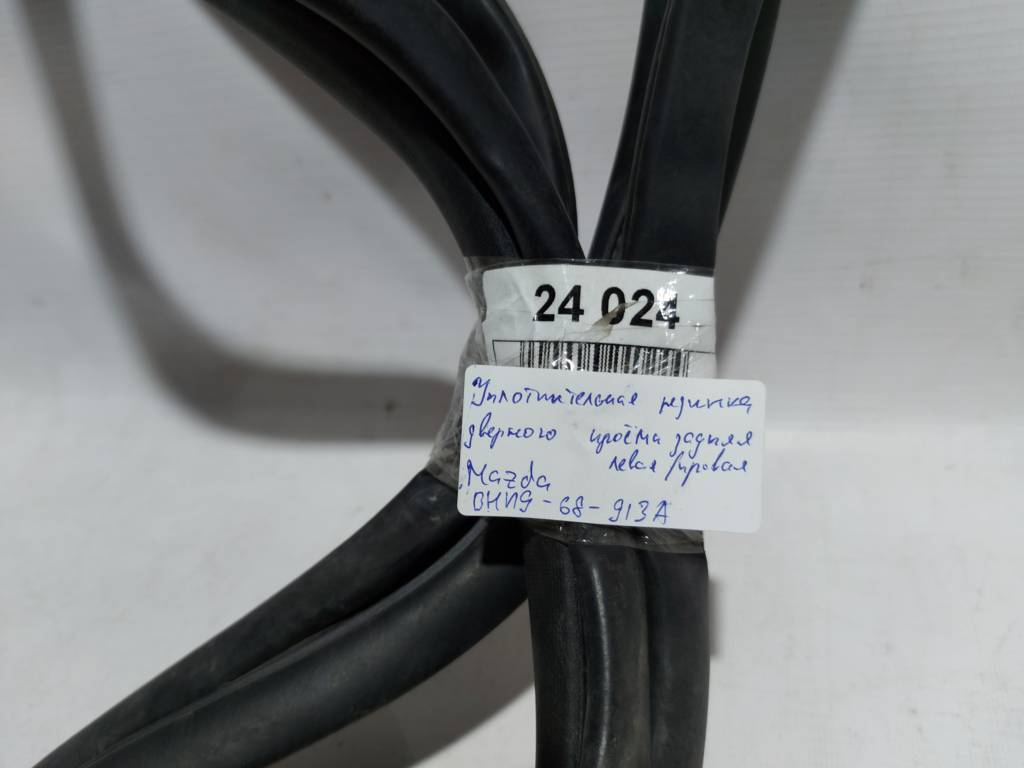 24 024
Уплотнительная резинка
дверного проёма задняя
левая/правая
Mazda
BHN9-68-913A